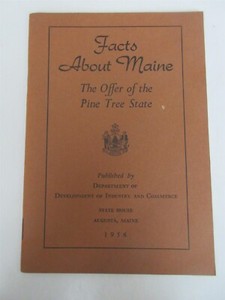 Facts
About Maine
The Offer of the
Pine Tree State
Published by
Department of
Development of Industry and Commerce
State House
Augusta, Maine